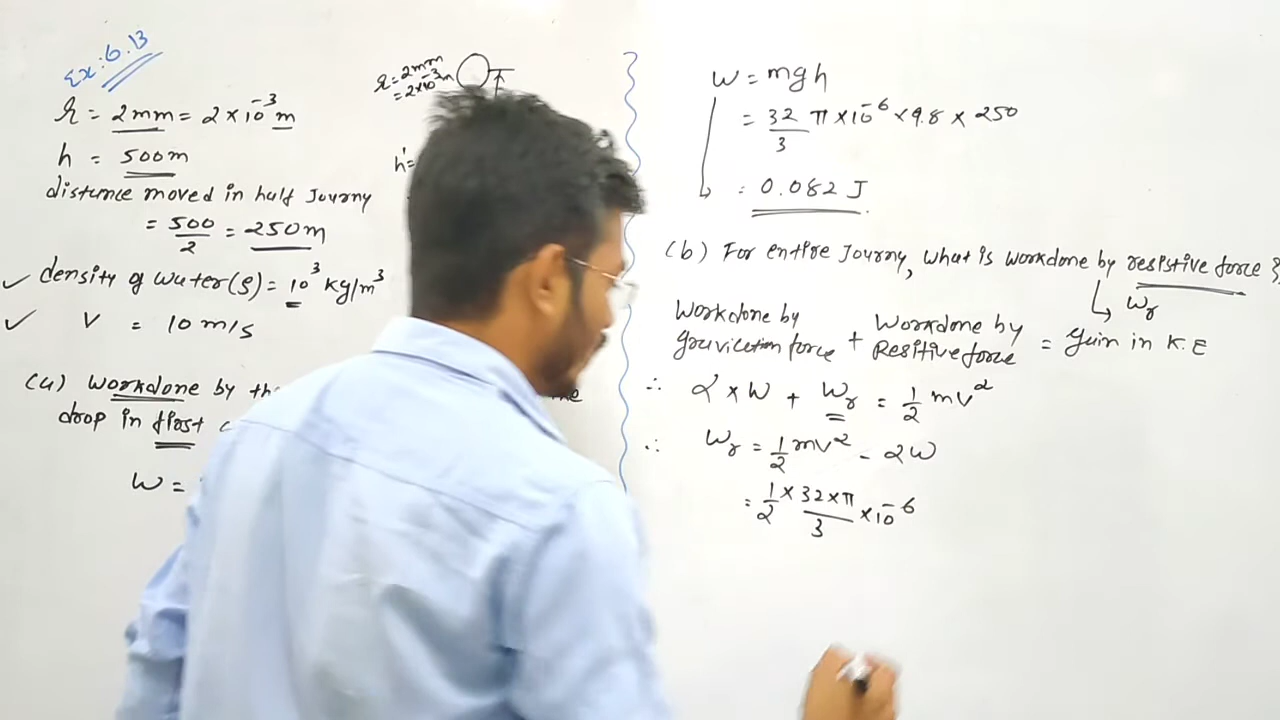 Ex: 6.13
r = 2mm = 2 × 10⁻³ m
h = 500m
distance moved in half Journy
= 500/2 = 250m
density of water (ρ) = 10³ Kg/m³
V = 10 m/s
(a) workdone by the
drop in first
W =
r = 2mm
= 2×10⁻³ m
h' =
W = mgh
= 32/3 π × 10⁻⁶ × 9.8 × 250
= 0.082 J
(b) For entire Journy, what is workdone by resistive force
Wr
Workdone by gravitation force + Workdone by Resitive force = gain in K.E
∴ 2 × W + Wr = 1/2 mv²
∴ Wr = 1/2 mv² - 2W
= 1/2 × 32×π/3 × 10⁻⁶